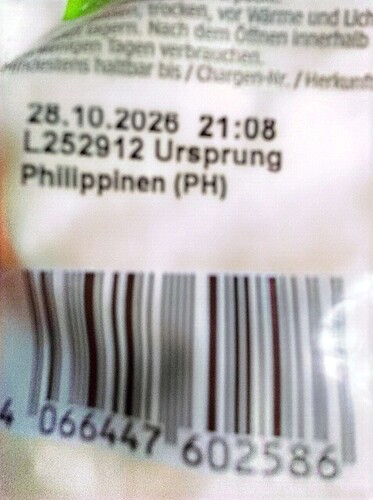 trocken, vor Wärme und Lich
lagern. Nach dem Öffnen innerhalb
Tagen verbrauchen.
Mindestens haltbar bis / Chargen-Nr. / Herkunft
28.10.2026 21:08
L252912 Ursprung
Philippinen (PH)
4 066447 602586